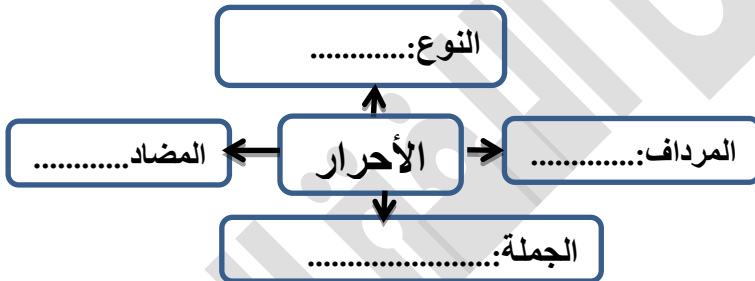 النوع:............
المرداف:.............
الأحرار
المضاد............
الجملة:.......................